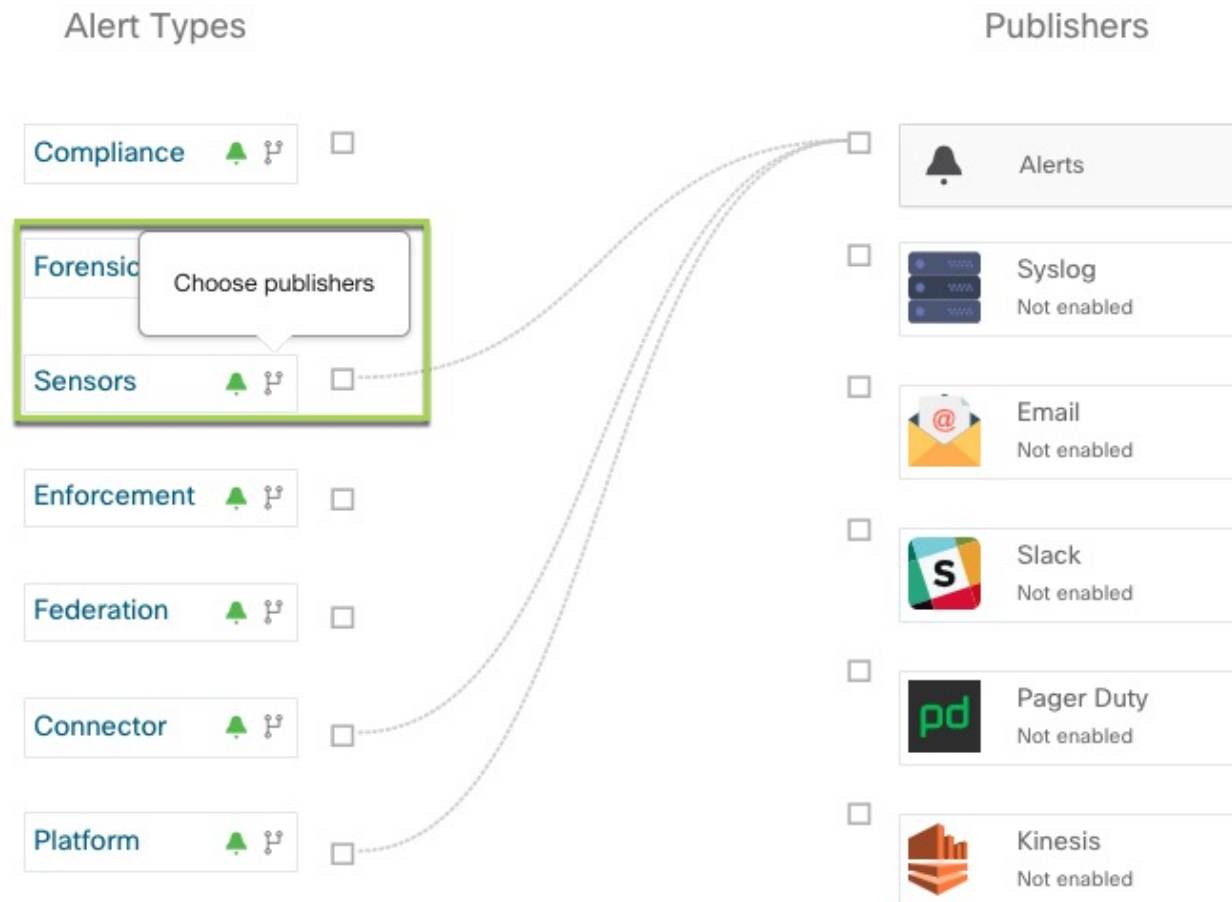 Alert Types
Compliance
Forensic
Choose publishers
Sensors
Enforcement
Federation
Connector
Platform
Publishers
Alerts
Syslog
Not enabled
@
Email
Not enabled
S
Slack
Not enabled
pd
Pager Duty
Not enabled
Kinesis
Not enabled